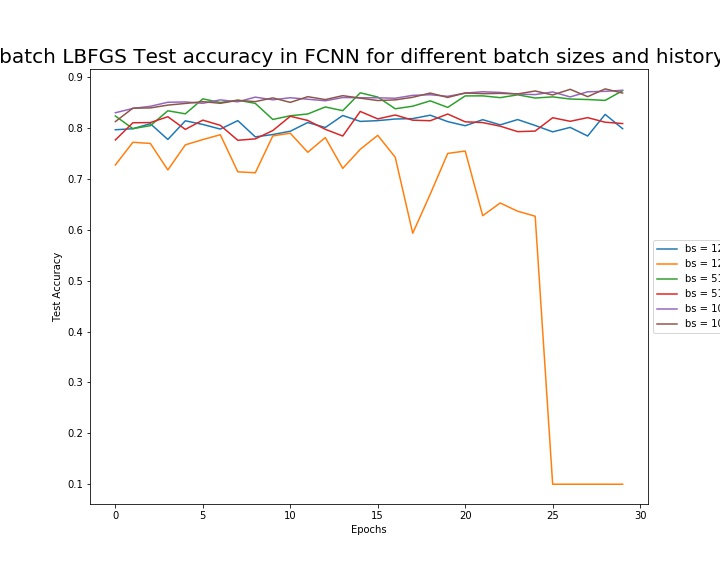 batch LBFGS Test accuracy in FCNN for different batch sizes and history
0.9
0.8
0.7
0.6
0.5
0.4
0.3
0.2
0.1
Test Accuracy
0
5
10
15
20
25
30
Epochs
bs = 12
bs = 12
bs = 51
bs = 51
bs = 10
bs = 10